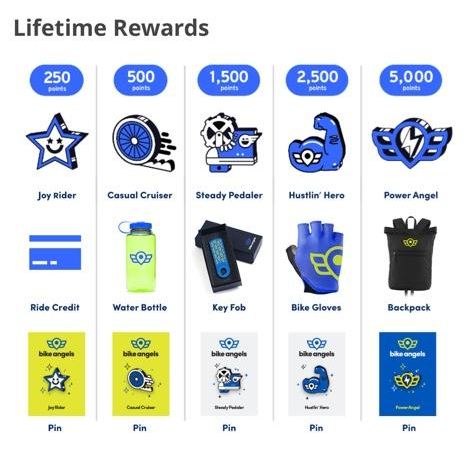 Lifetime Rewards
250 500 1,500 2,500 5,000
points points points points points
Joy Rider Casual Cruiser Steady Pedaler Hustlin' Hero Power Angel
Ride Credit Water Bottle Key Fob Bike Gloves Backpack
bike angels bike angels bike angels bike angels bike angels
Joy Rider Casual Cruiser Steady Pedaler Hustlin' Hero Power Angel
Pin Pin Pin Pin Pin